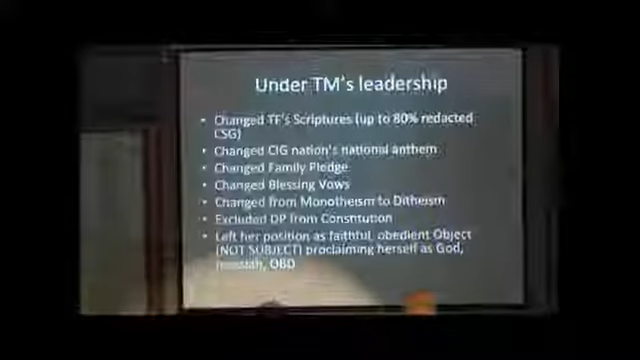 Under TM's leadership
• Changed TF's Scriptures (up to 80% redacted
CSG)
• Changed CIG nation's national anthem
• Changed Family Pledge
• Changed Blessing Vows
• Changed from Monotheism to Ditheism
• Excluded DP from Constitution
• Left her position as faithful, obedient Object
(NOT SUBJECT) proclaiming herself as God,
Messiah, OBD